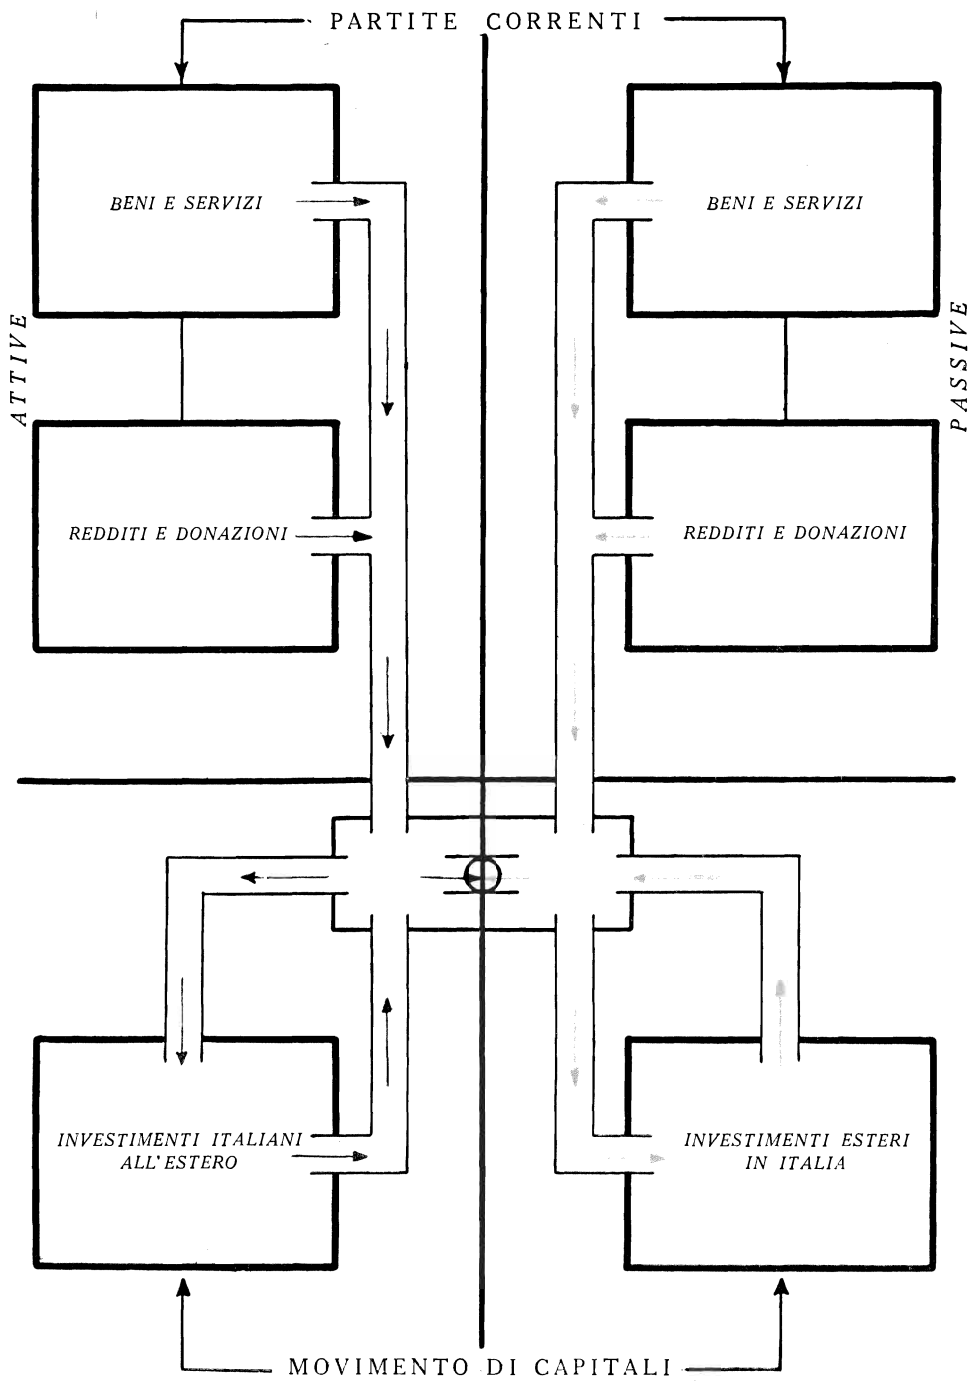 PARTITE CORRENTI
BENI E SERVIZI
BENI E SERVIZI
ATTIVE
PASSIVE
REDDITI E DONAZIONI
REDDITI E DONAZIONI
INVESTIMENTI ITALIANI
ALL'ESTERO
INVESTIMENTI ESTERI
IN ITALIA
MOVIMENTO DI CAPITALI